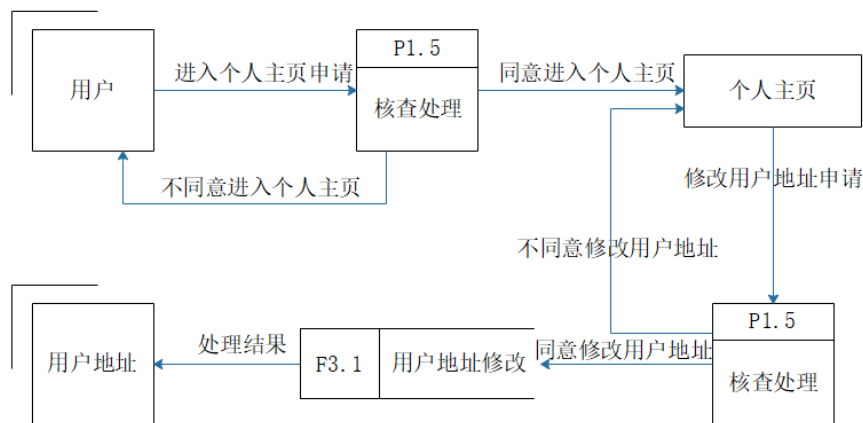 用户
进入个人主页申请
P1.5
核查处理
同意进入个人主页
个人主页
不同意进入个人主页
修改用户地址申请
不同意修改用户地址
用户地址
处理结果
F3.1
用户地址修改
同意修改用户地址
P1.5
核查处理